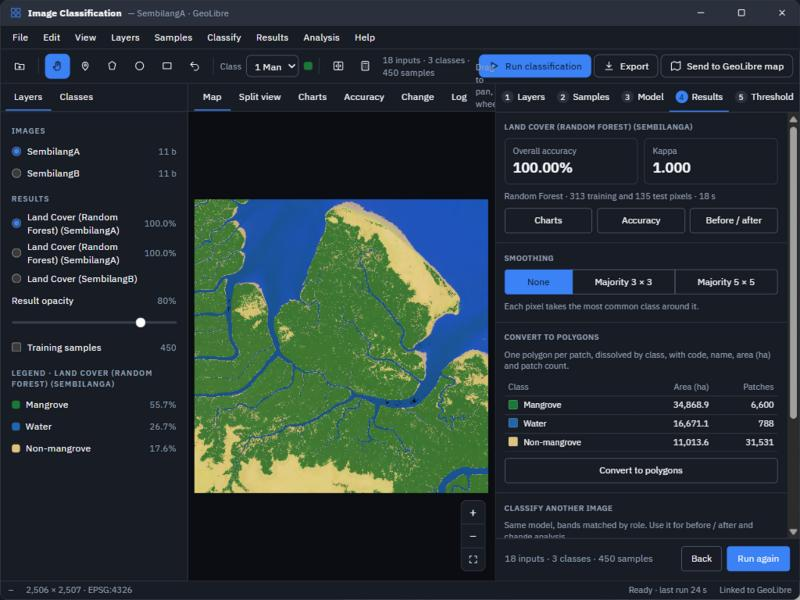 Image Classification — SembilangA · GeoLibre
File Edit View Layers Samples Classify Results Analysis Help
Class 1 Man 18 inputs · 3 classes · 450 samples Drag to pan, whee Run classification Export Send to GeoLibre map
Layers Classes
Map Split view Charts Accuracy Change Log
1 Layers 2 Samples 3 Model 4 Results 5 Threshold
IMAGES
SembilangA 11 b
SembilangB 11 b
RESULTS
Land Cover (Random Forest) (SembilangA) 100.0%
Land Cover (Random Forest) (SembilangA) 100.0%
Land Cover (SembilangB)
Result opacity 80%
Training samples 450
LEGEND · LAND COVER (RANDOM FOREST) (SEMBILANGA)
Mangrove 55.7%
Water 26.7%
Non-mangrove 17.6%
+
−
LAND COVER (RANDOM FOREST) (SEMBILANGA)
Overall accuracy Kappa
100.00% 1.000
Random Forest · 313 training and 135 test pixels · 18 s
Charts Accuracy Before / after
SMOOTHING
None Majority 3 × 3 Majority 5 × 5
Each pixel takes the most common class around it.
CONVERT TO POLYGONS
One polygon per patch, dissolved by class, with code, name, area (ha)
and patch count.
Class Area (ha) Patches
Mangrove 34,868.9 6,600
Water 16,671.1 788
Non-mangrove 11,013.6 31,531
Convert to polygons
CLASSIFY ANOTHER IMAGE
Same model, bands matched by role. Use it for before / after and
change analysis.
18 inputs · 3 classes · 450 samples Back Run again
– 2,506 × 2,507 · EPSG:4326 Ready · last run 24 s Linked to GeoLibre